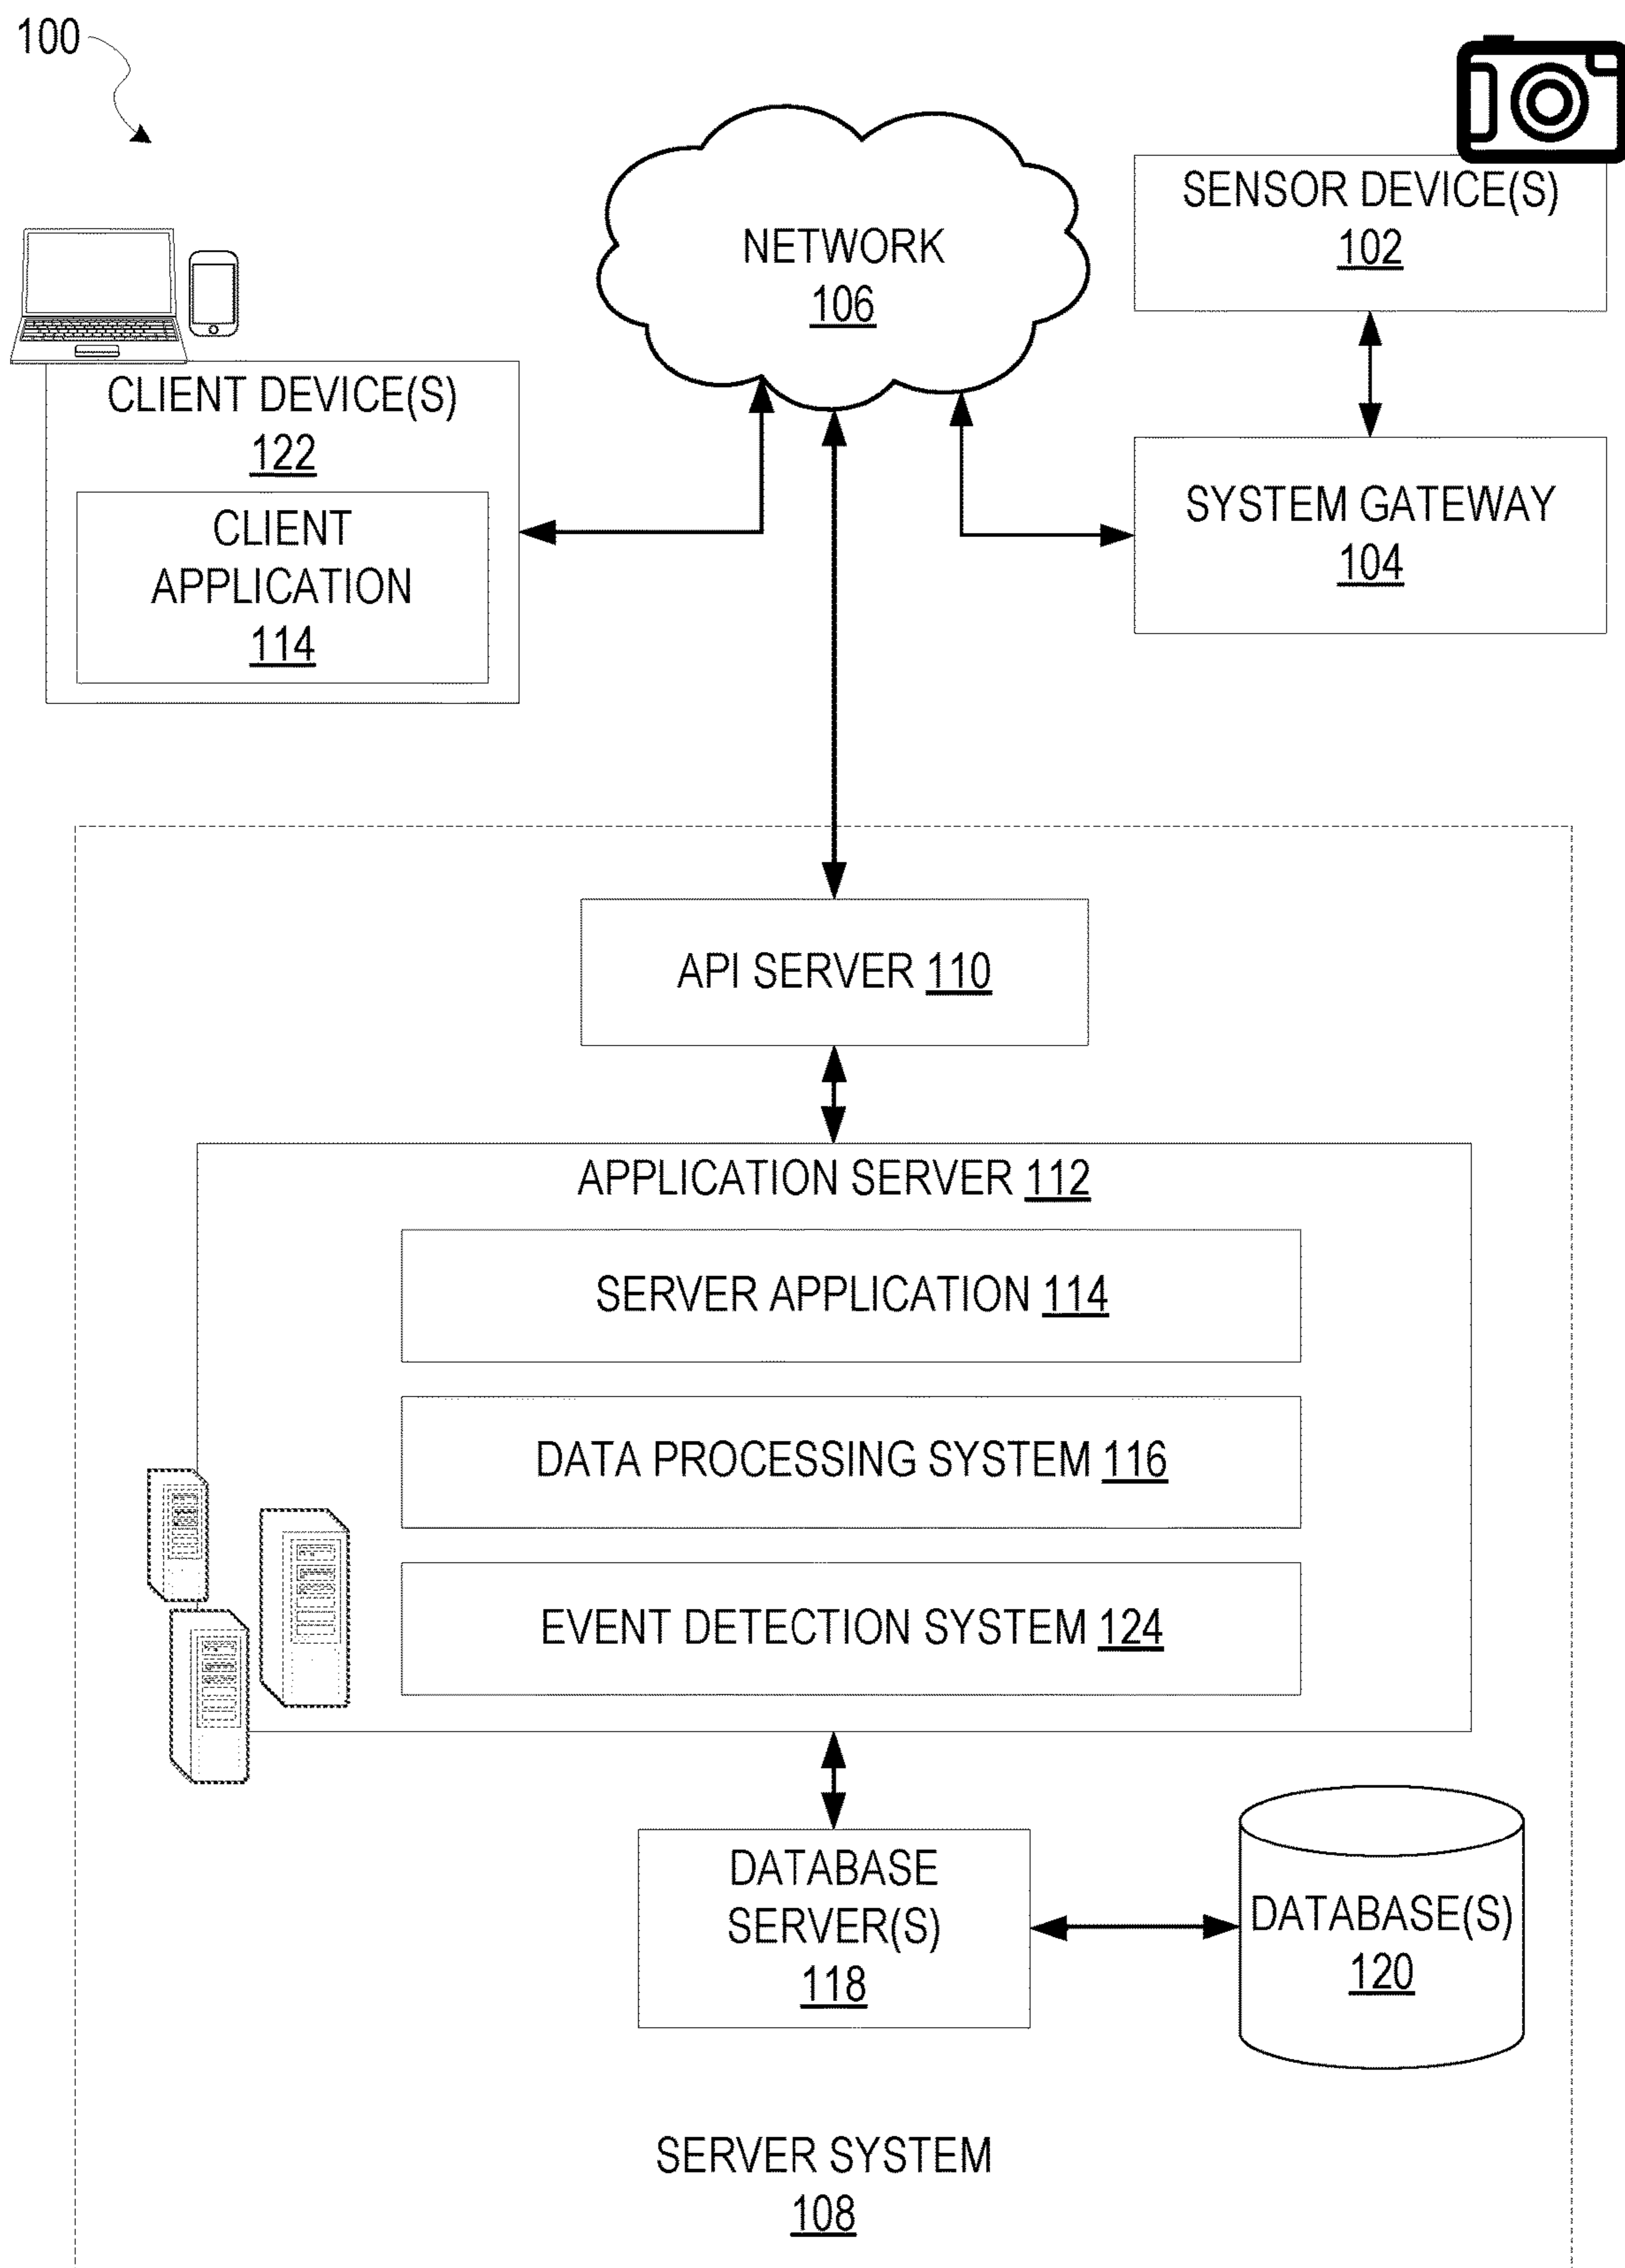 100
NETWORK
106
SENSOR DEVICE(S)
102
CLIENT DEVICE(S)
122
CLIENT
APPLICATION
114
SYSTEM GATEWAY
104
API SERVER 110
APPLICATION SERVER 112
SERVER APPLICATION 114
DATA PROCESSING SYSTEM 116
EVENT DETECTION SYSTEM 124
DATABASE
SERVER(S)
118
DATABASE(S)
120
SERVER SYSTEM
108